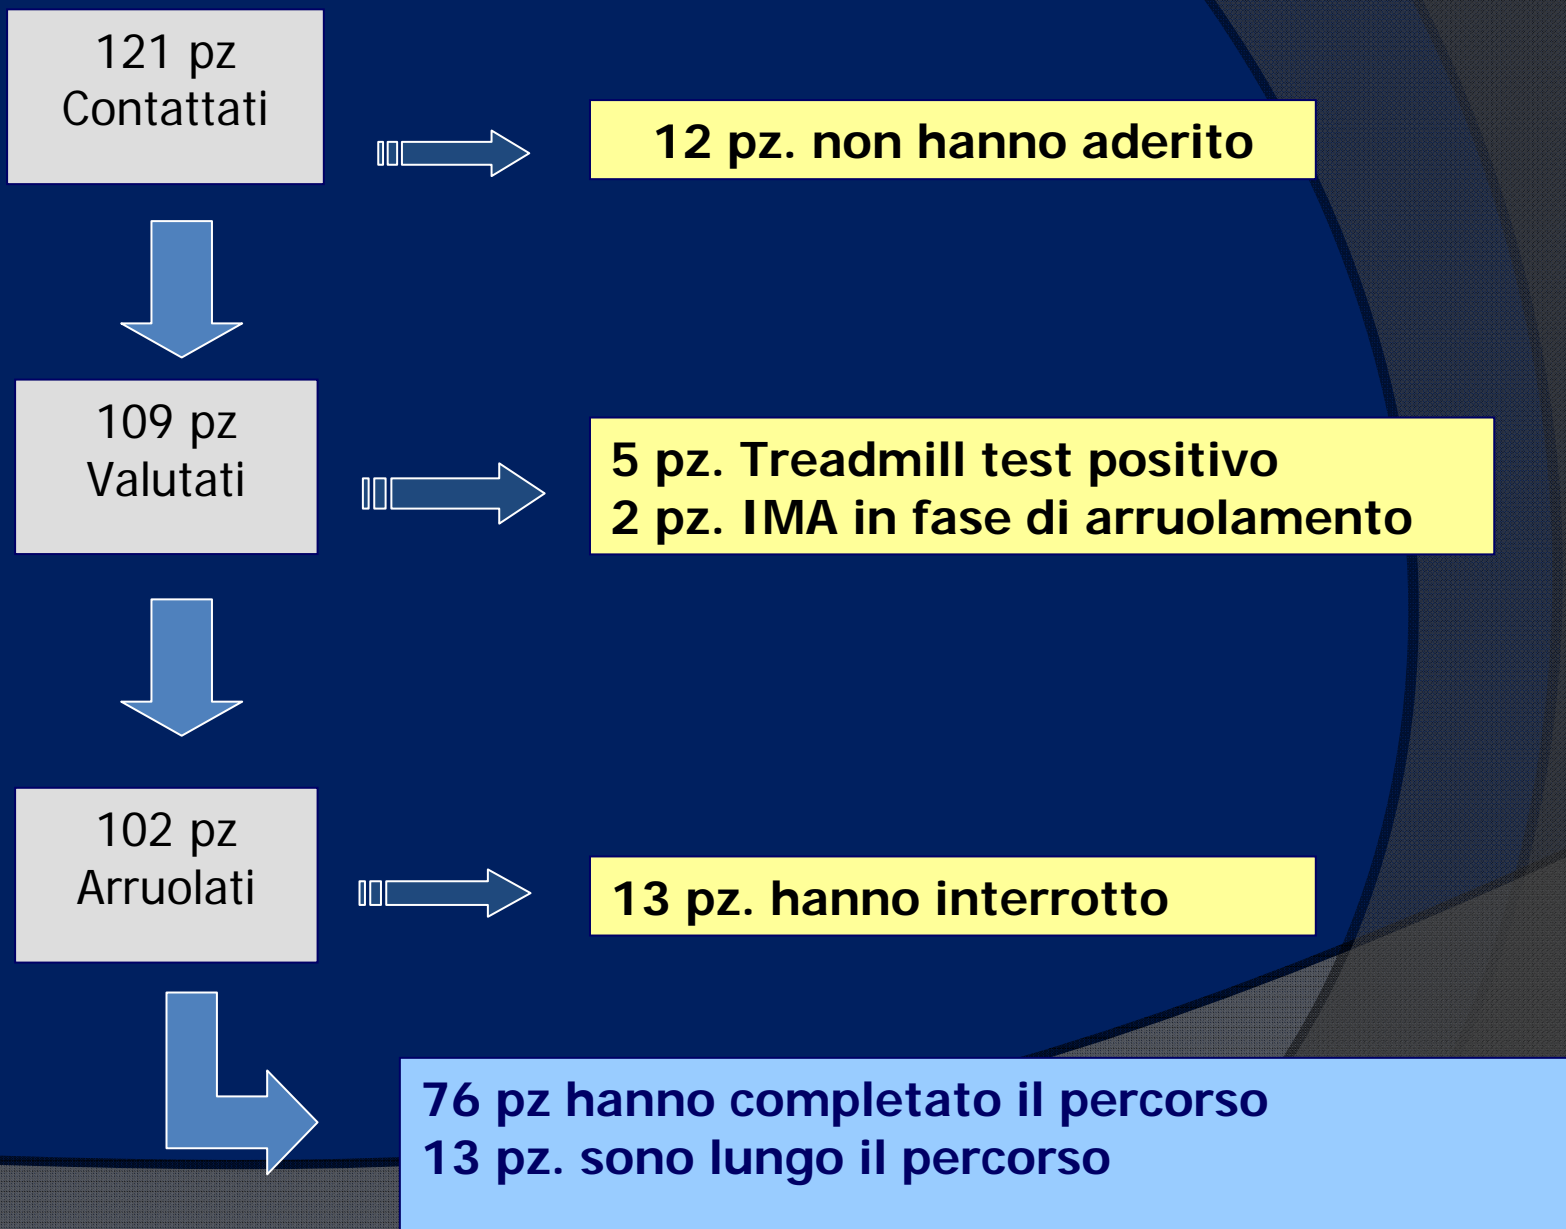 121 pz
Contattati
12 pz. non hanno aderito
109 pz
Valutati
5 pz. Treadmill test positivo
2 pz. IMA in fase di arruolamento
102 pz
Arruolati
13 pz. hanno interrotto
76 pz hanno completato il percorso
13 pz. sono lungo il percorso